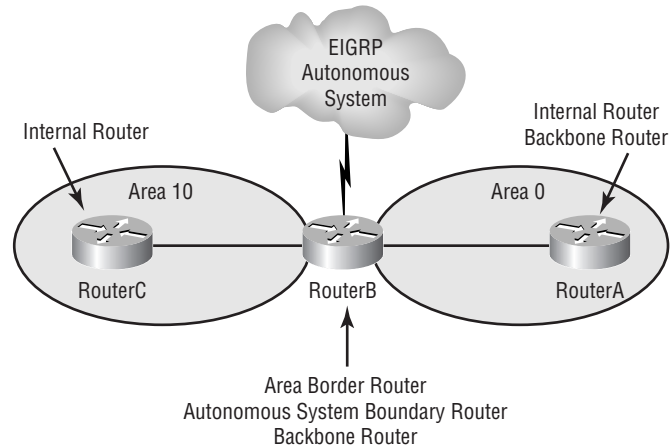 EIGRP
Autonomous
System
Internal Router
Internal Router
Backbone Router
Area 10
Area 0
RouterC
RouterB
RouterA
Area Border Router
Autonomous System Boundary Router
Backbone Router